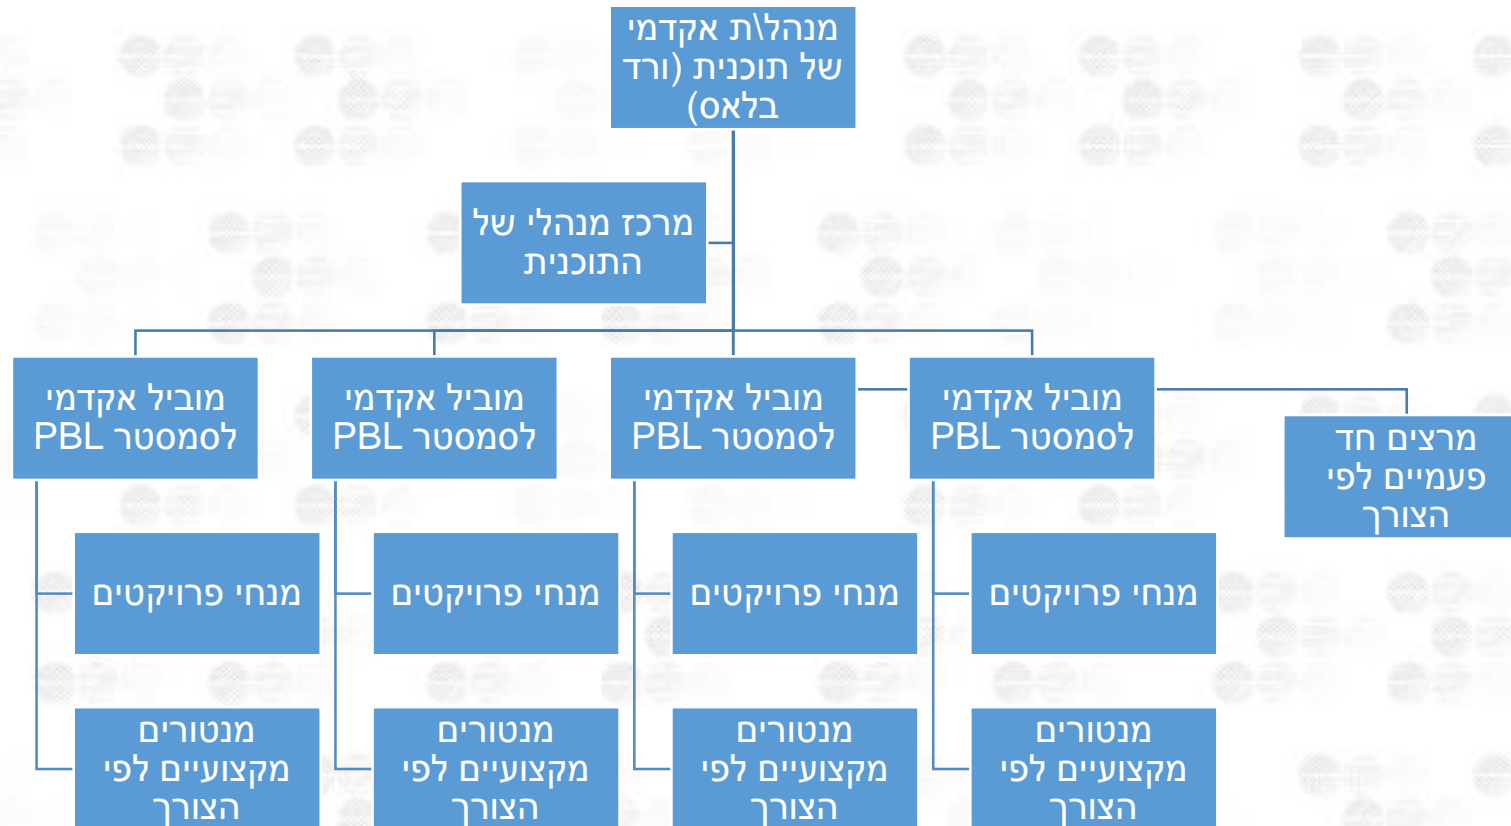 מנהל\ת אקדמי
של תוכנית (ורד
בלאס)
מרכז מנהלי של
התוכנית
מוביל אקדמי
לסמסטר PBL
מוביל אקדמי
לסמסטר PBL
מוביל אקדמי
לסמסטר PBL
מוביל אקדמי
לסמסטר PBL
מרצים חד
פעמיים לפי
הצורך
מנחי פרויקטים
מנחי פרויקטים
מנחי פרויקטים
מנחי פרויקטים
מנטורים
מקצועיים לפי
הצורך
מנטורים
מקצועיים לפי
הצורך
מנטורים
מקצועיים לפי
הצורך
מנטורים
מקצועיים לפי
הצורך